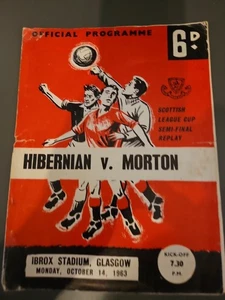 OFFICIAL PROGRAMME
6D.
SCOTTISH
LEAGUE CUP
SEMI-FINAL
REPLAY
HIBERNIAN v. MORTON
IBROX STADIUM, GLASGOW
MONDAY, OCTOBER 14, 1963
KICK-OFF
7.30
P.M.